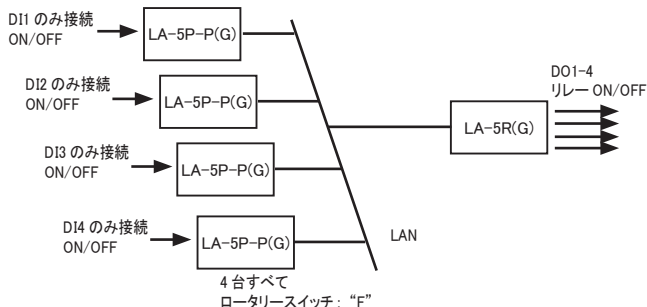 DI1 のみ接続
ON/OFF
LA-5P-P(G)
DI2 のみ接続
ON/OFF
LA-5P-P(G)
DI3 のみ接続
ON/OFF
LA-5P-P(G)
DI4 のみ接続
ON/OFF
LA-5P-P(G)
4 台すべて
ロータリースイッチ： “F”
LAN
LA-5R(G)
DO1-4
リレー ON/OFF